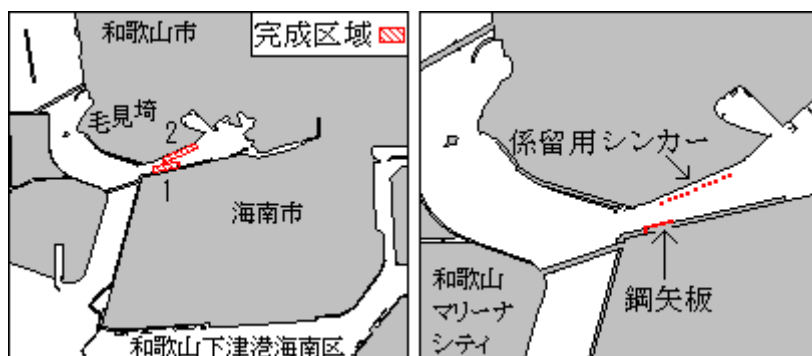 和歌山市
完成区域
毛見埼
2
1
海南市
和歌山下津港海南区
係留用シンカー
和歌山
マリーナ
シティ
鋼矢板